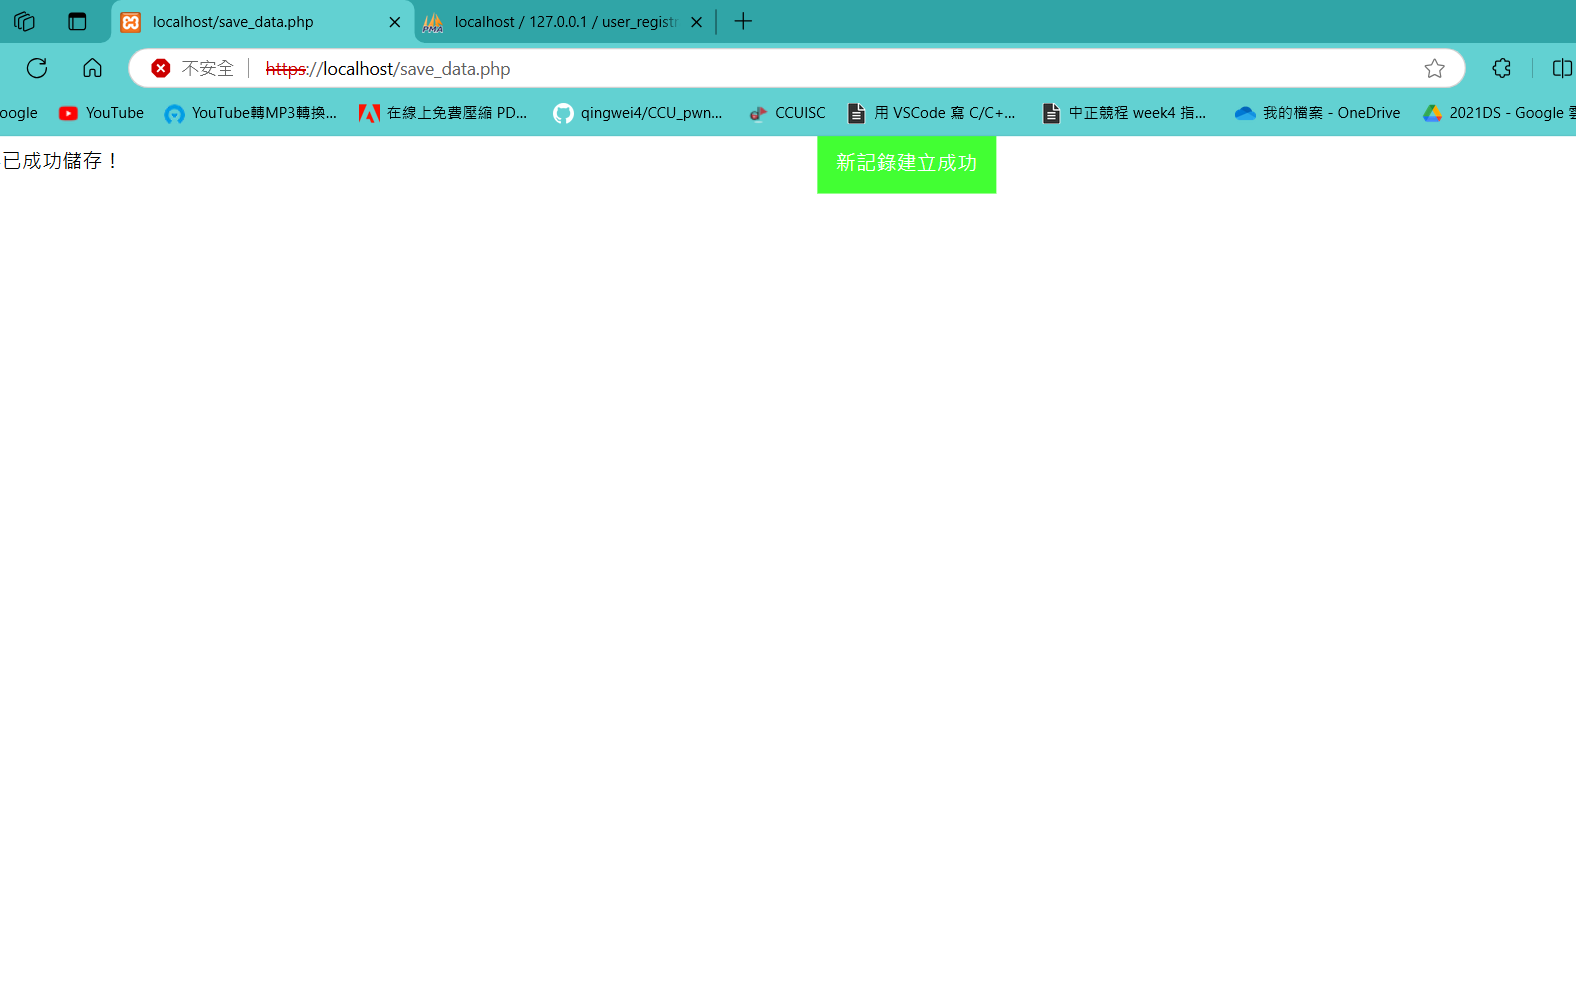 localhost/save_data.php
localhost / 127.0.0.1 / user_registr
不安全
https://localhost/save_data.php
oogle
YouTube
YouTube轉MP3轉換...
在線上免費壓縮 PD...
qingwei4/CCU_pwn...
CCUISC
用 VSCode 寫 C/C+...
中正競程 week4 指...
我的檔案 - OneDrive
2021DS - Google 雲
已成功儲存！
新記錄建立成功